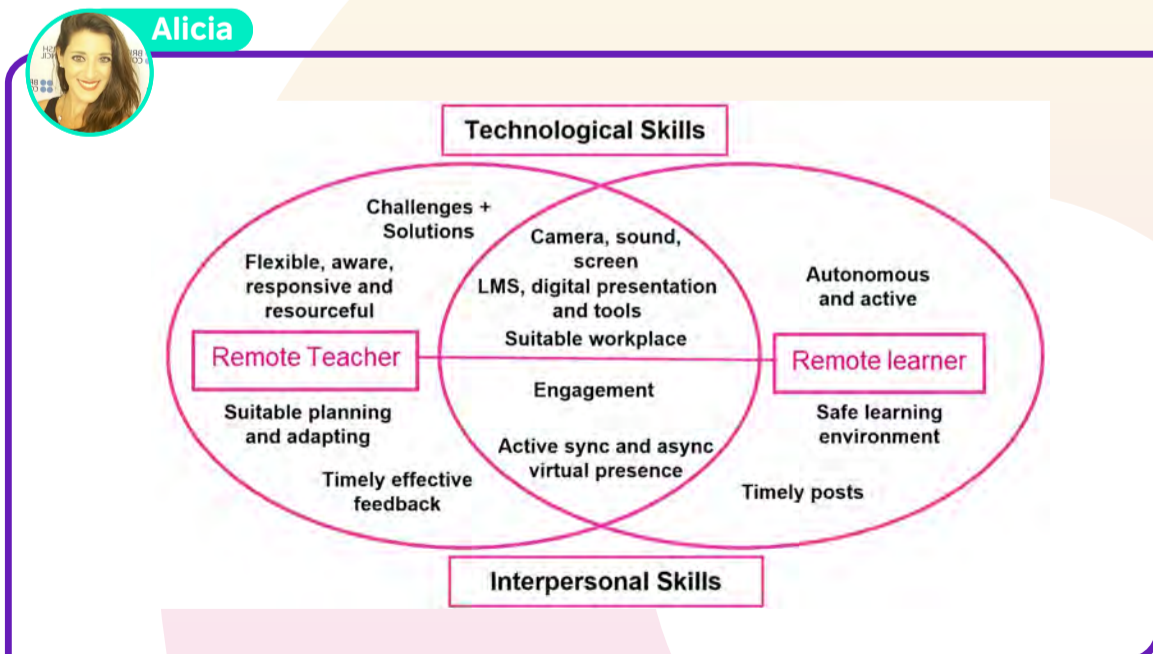 Alicia
Technological Skills
Challenges +
Solutions
Flexible, aware,
responsive and
resourceful
Remote Teacher
Suitable planning
and adapting
Timely effective
feedback
Camera, sound,
screen
LMS, digital presentation
and tools
Suitable workplace
Engagement
Active sync and async
virtual presence
Autonomous
and active
Remote learner
Safe learning
environment
Timely posts
Interpersonal Skills